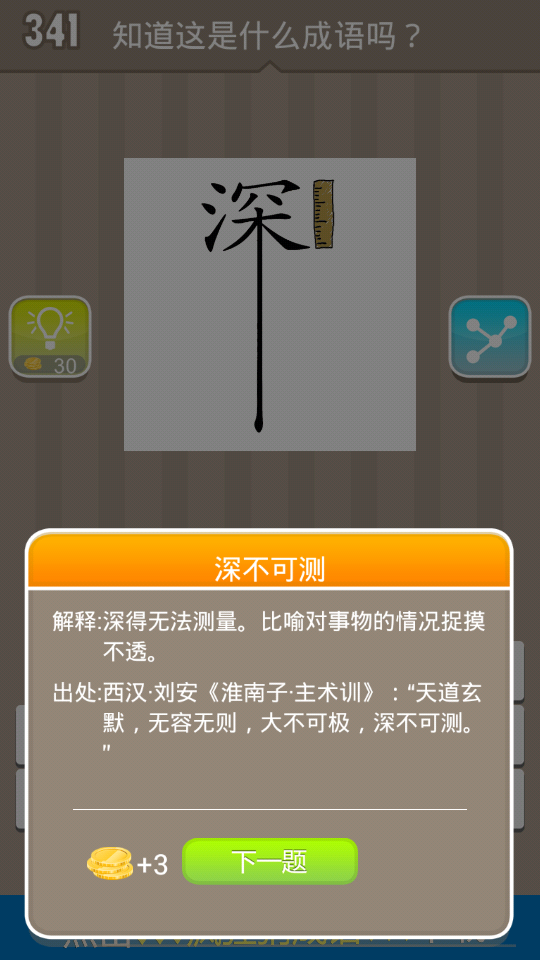 341 知道这是什么成语吗？
深
30
深不可测
解释:深得无法测量。比喻对事物的情况捉摸
不透。
出处:西汉·刘安《淮南子·主术训》：“天道玄
默，无容无则，大不可极，深不可测。
”
+3 下一题